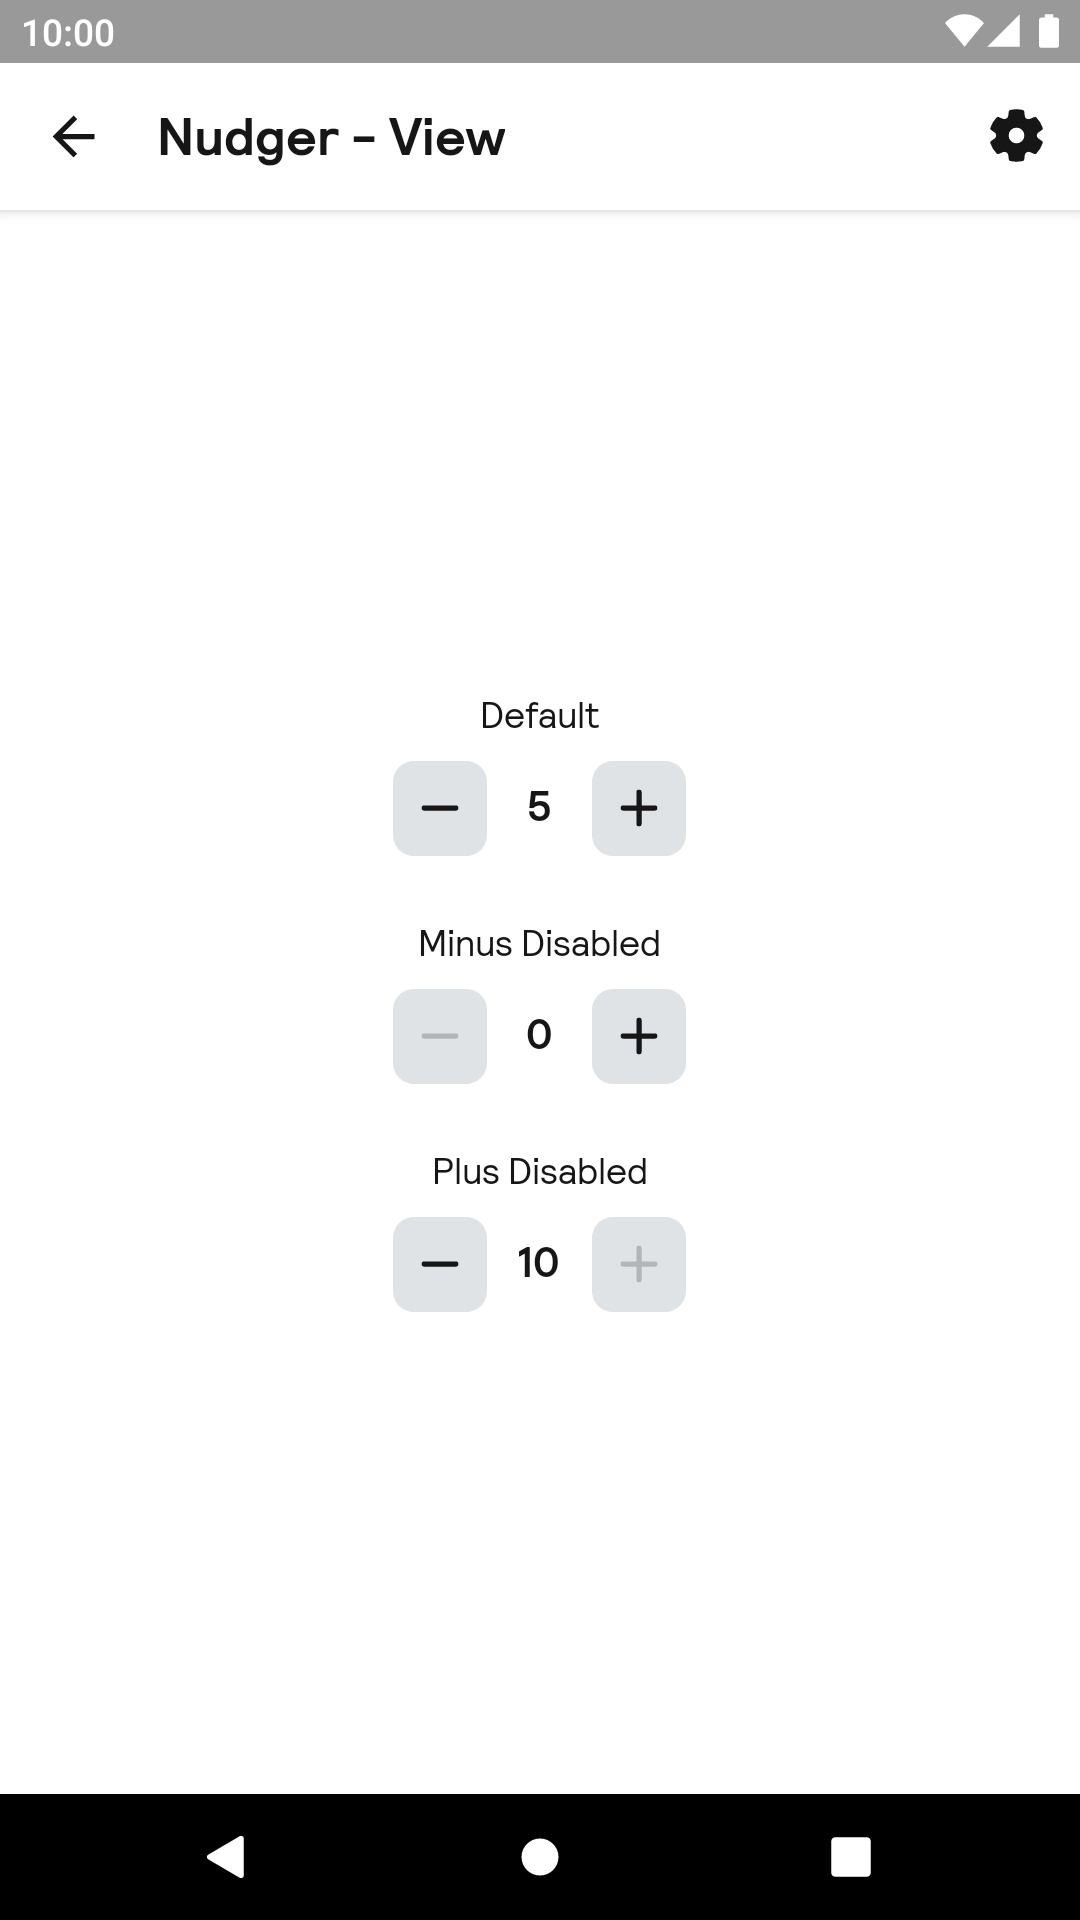 10:00
Nudger - View
Default
5
Minus Disabled
0
Plus Disabled
10